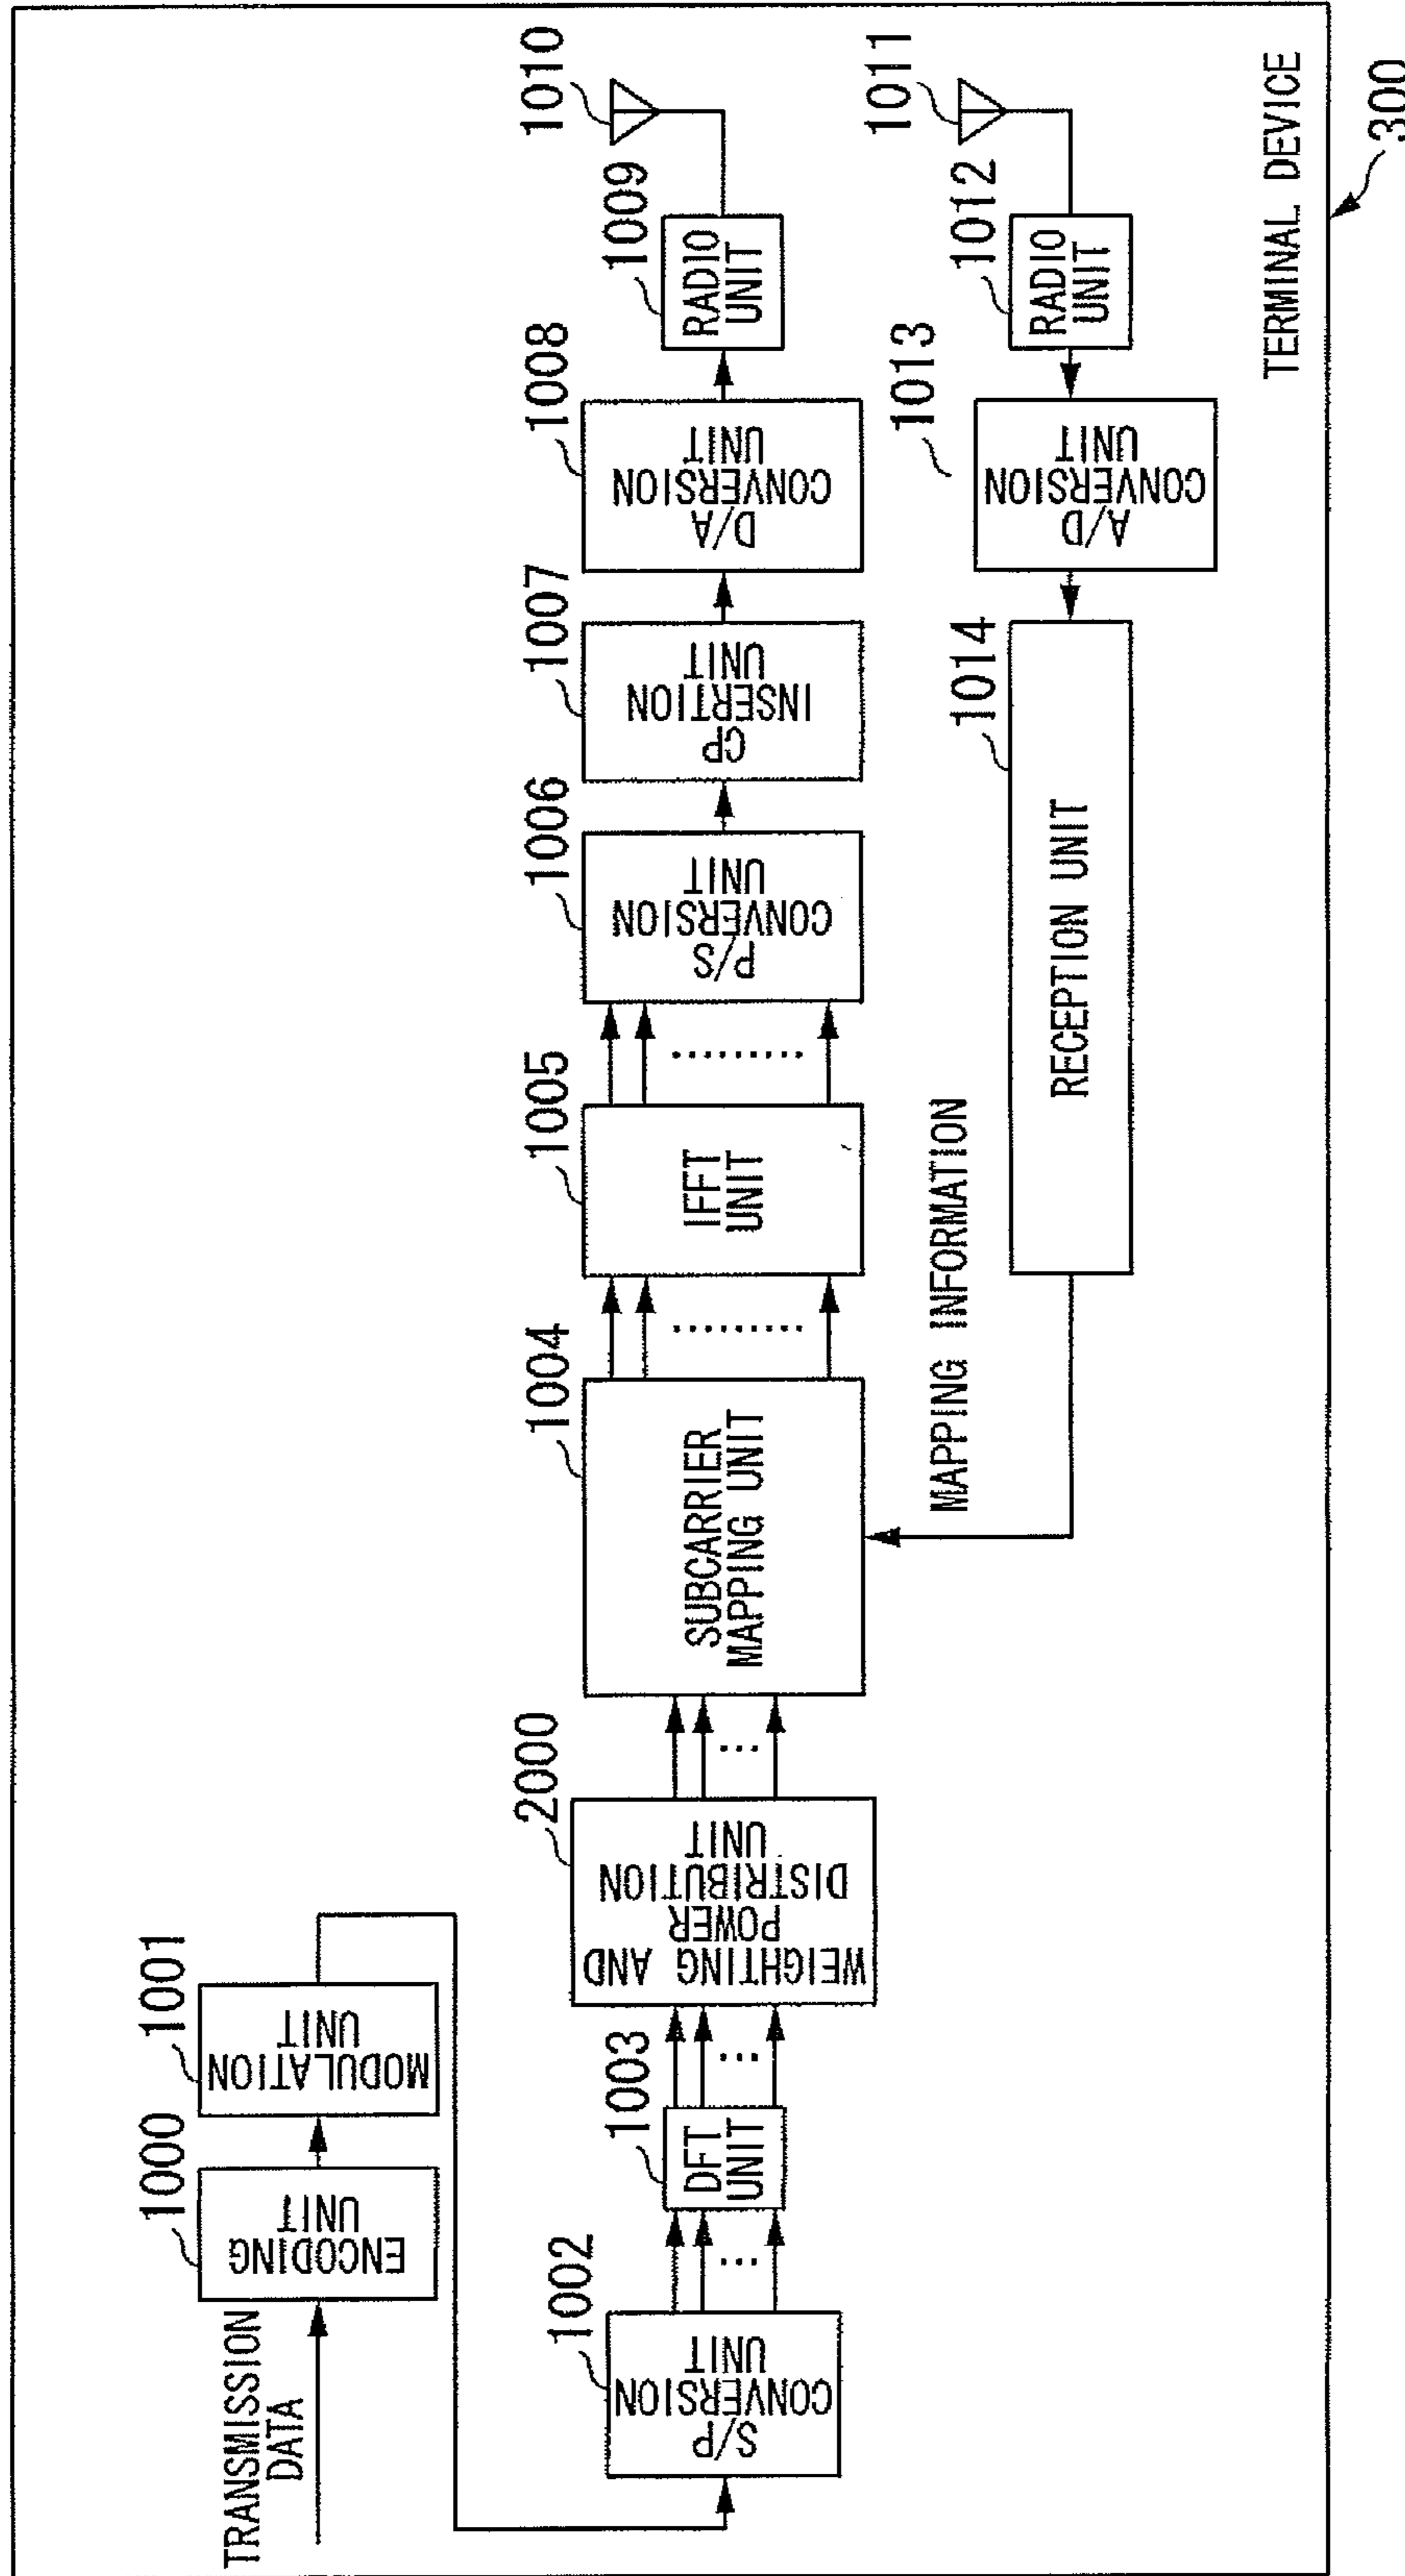 TRANSMISSION
DATA
1000
ENCODING
UNIT
1001
MODULATION
UNIT
1002
S/P
CONVERSION
UNIT
1003
DFT
UNIT
2000
WEIGHTING AND
POWER
DISTRIBUTION
UNIT
1004
SUBCARRIER
MAPPING UNIT
1005
IFFT
UNIT
1006
P/S
CONVERSION
UNIT
1007
CP
INSERTION
UNIT
1008
D/A
CONVERSION
UNIT
1009
RADIO
UNIT
1010
MAPPING INFORMATION
1014
RECEPTION UNIT
1013
A/D
CONVERSION
UNIT
1012
RADIO
UNIT
1011
TERMINAL DEVICE
300